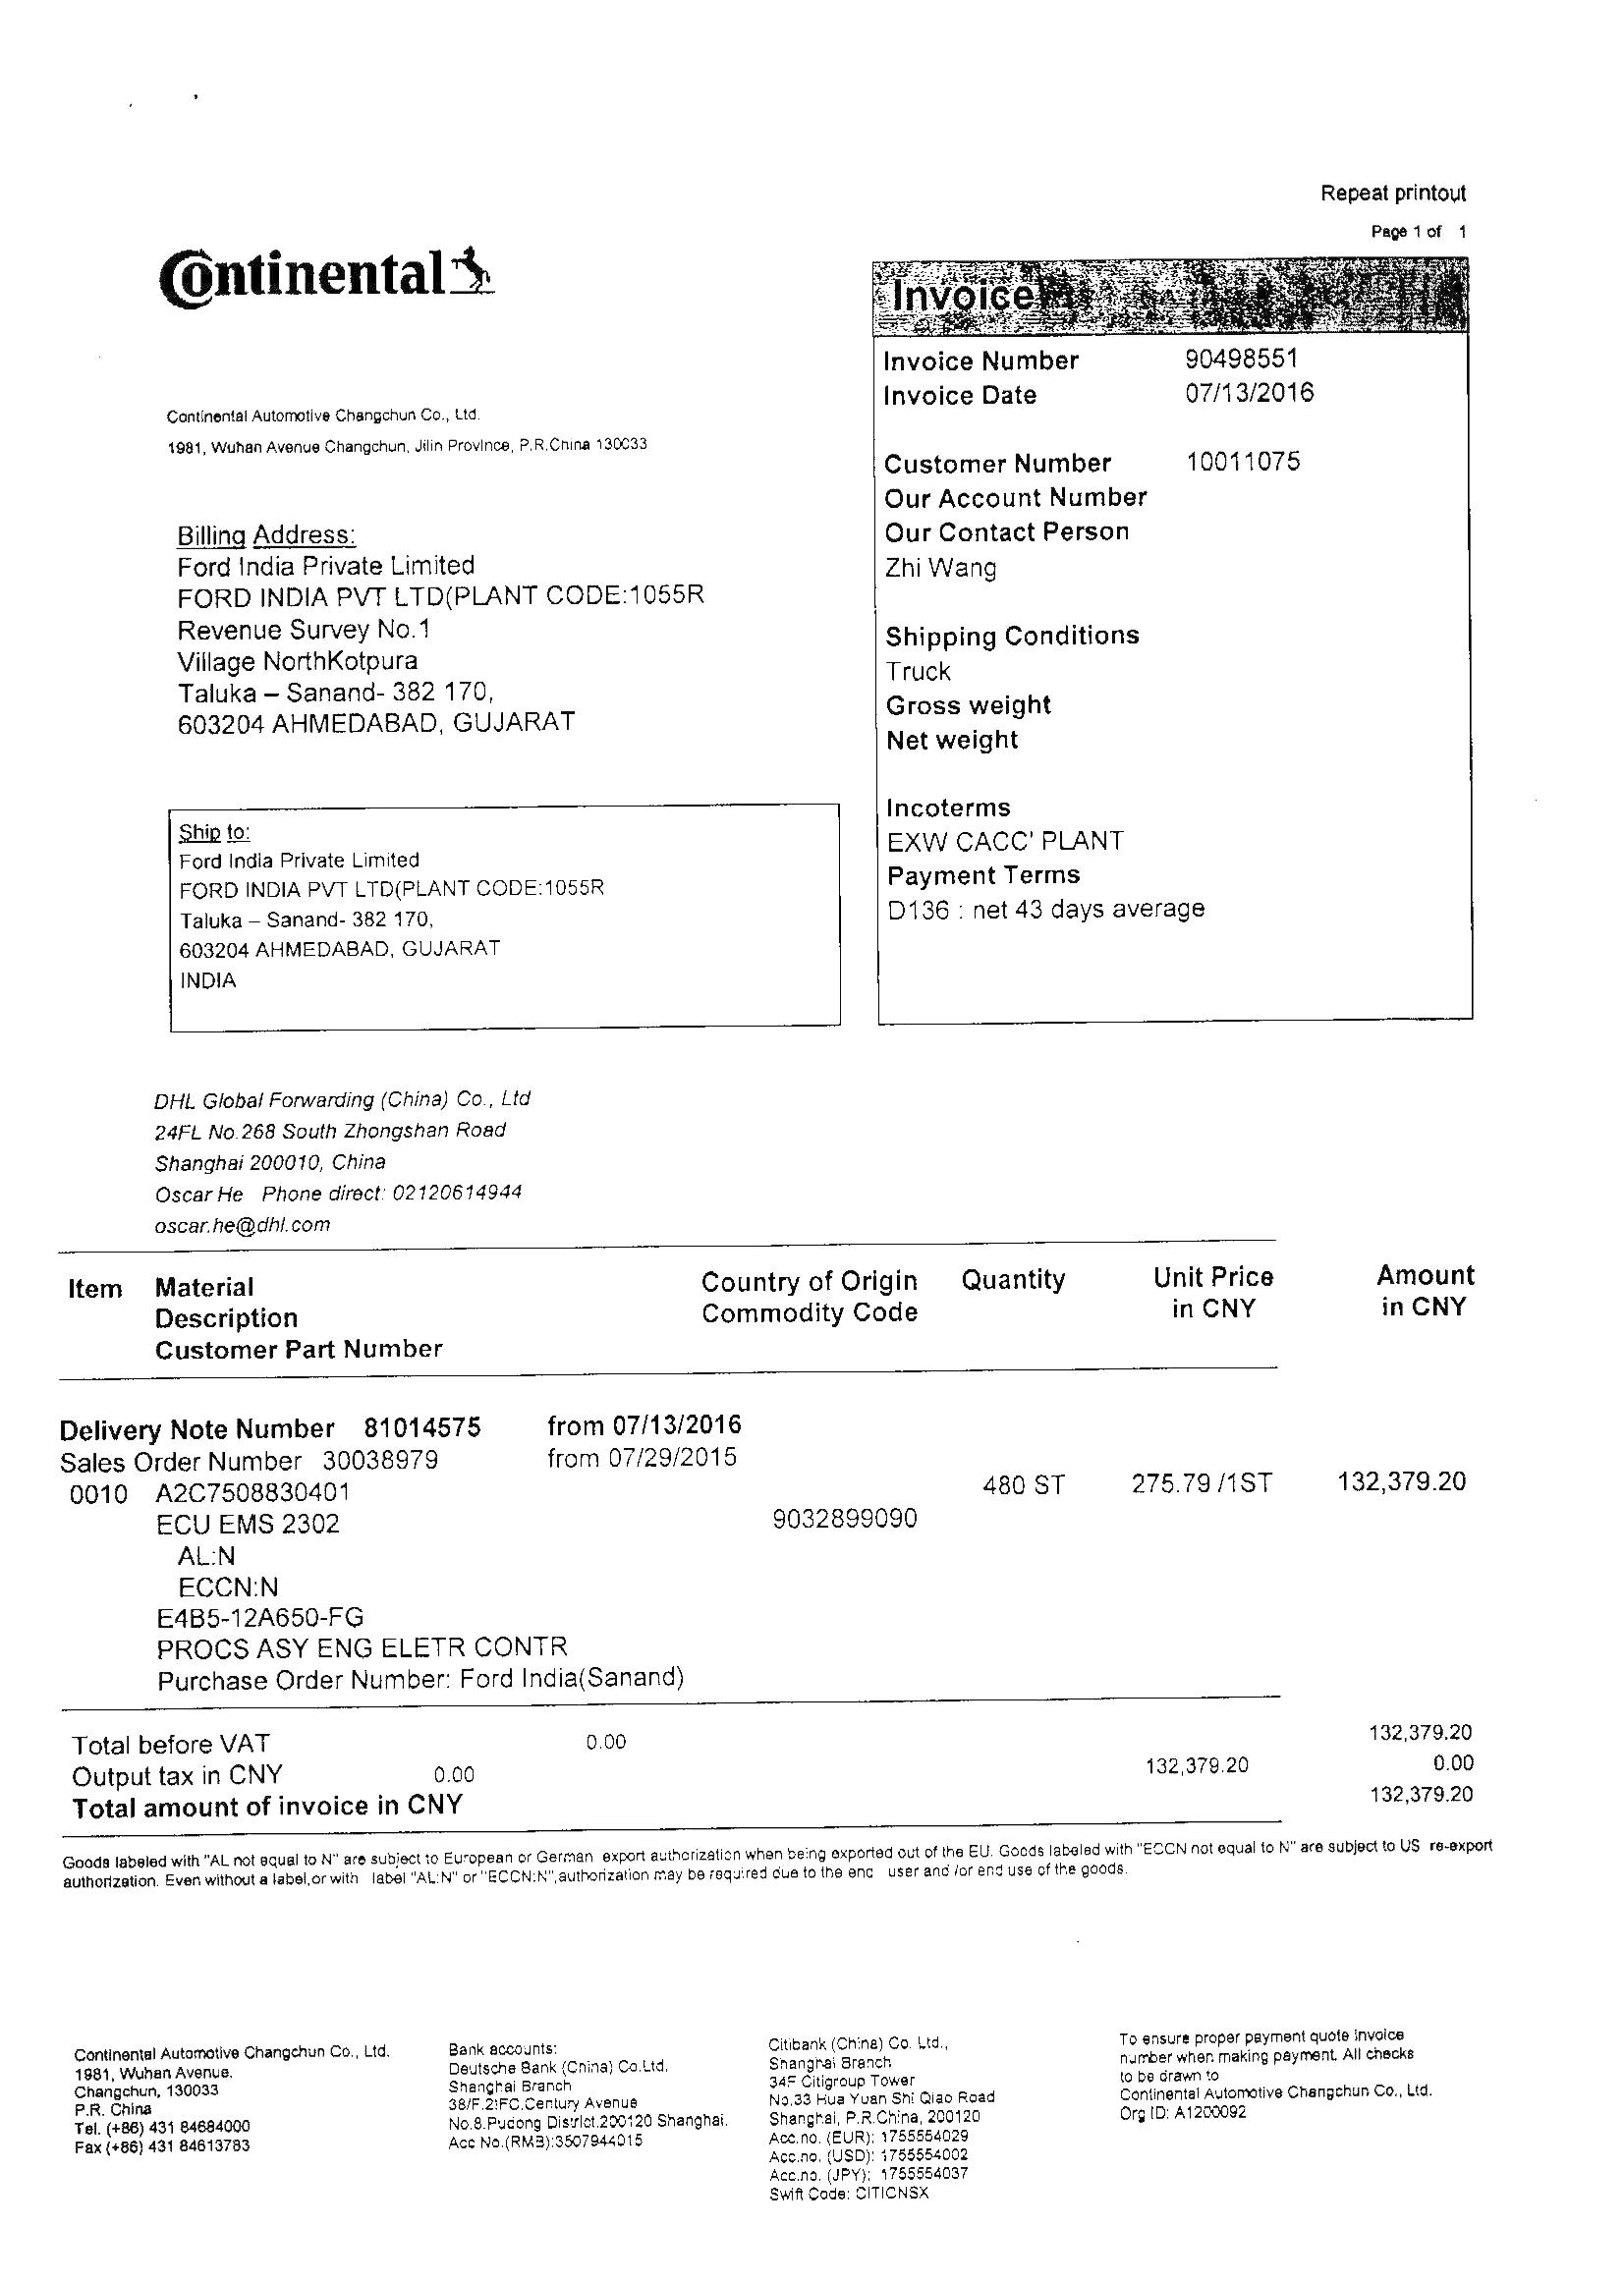 Repeat printout
Page 1 of 1
Continental
Invoice
Invoice Number 90498551
Invoice Date 07/13/2016
Continental Automotive Changchun Co., Ltd.
1981, Wuhan Avenue Changchun, Jilin Province, P.R.China 130033
Customer Number 10011075
Our Account Number
Our Contact Person
Zhi Wang
Billing Address:
Ford India Private Limited
FORD INDIA PVT LTD(PLANT CODE:1055R
Revenue Survey No.1
Village NorthKotpura
Taluka – Sanand- 382 170,
603204 AHMEDABAD, GUJARAT
Shipping Conditions
Truck
Gross weight
Net weight
Incoterms
EXW CACC' PLANT
Payment Terms
D136 : net 43 days average
Ship to:
Ford India Private Limited
FORD INDIA PVT LTD(PLANT CODE:1055R
Taluka – Sanand- 382 170,
603204 AHMEDABAD, GUJARAT
INDIA
DHL Global Forwarding (China) Co., Ltd
24FL No.268 South Zhongshan Road
Shanghai 200010, China
Oscar He Phone direct: 02120614944
oscar.he@dhl.com
Item Material Country of Origin Quantity Unit Price Amount
Description Commodity Code in CNY in CNY
Customer Part Number
Delivery Note Number 81014575 from 07/13/2016
Sales Order Number 30038979 from 07/29/2015
0010 A2C7508830401 480 ST 275.79 /1ST 132,379.20
ECU EMS 2302 9032899090
AL:N
ECCN:N
E4B5-12A650-FG
PROCS ASY ENG ELETR CONTR
Purchase Order Number: Ford India(Sanand)
Total before VAT 0.00 132,379.20
Output tax in CNY 0.00 132,379.20 0.00
Total amount of invoice in CNY 132,379.20
Goods labeled with "AL not equal to N" are subject to European or German export authorization when being exported out of the EU. Goods labeled with "ECCN not equal to N" are subject to US re-export
authorization. Even without a label,or with label "AL:N" or "ECCN:N",authorization may be required due to the enc user and /or end use of the goods.
Continental Automotive Changchun Co., Ltd.
1981, Wuhan Avenue.
Changchun, 130033
P.R. China
Tel. (+86) 431 84684000
Fax (+86) 431 84613783
Bank accounts:
Deutsche Bank (China) Co.Ltd.
Shanghai Branch
38/F.2IFC.Century Avenue
No.8.Pudong District.200120 Shanghai.
Acc No.(RMB):3507944015
Citibank (China) Co. Ltd.,
Shanghai Branch
34F Citigroup Tower
No.33 Hua Yuan Shi Qiao Road
Shanghai, P.R.China, 200120
Acc.no. (EUR): 1755554029
Acc.no. (USD): 1755554002
Acc.no. (JPY): 1755554037
Swift Code: CITICNSX
To ensure proper payment quote invoice
number when making payment. All checks
to be drawn to
Continental Automotive Changchun Co., Ltd.
Org ID: A1200092